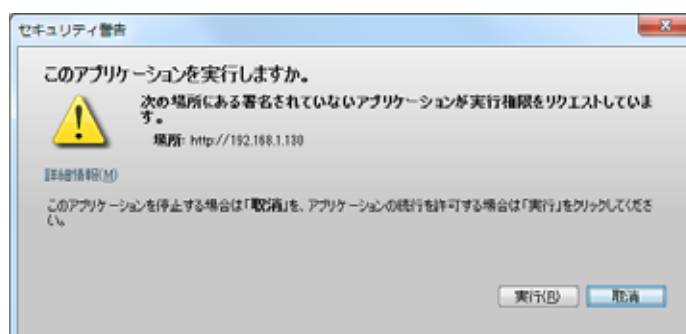 セキュリティ警告
このアプリケーションを実行しますか。
次の場所にある署名されていないアプリケーションが実行権限をリクエストしていま
す。
場所: http://192.168.1.130
詳細情報(M)
このアプリケーションを停止する場合は「取消」を、アプリケーションの続行を許可する場合は「実行」をクリックしてくださ
い。
実行(R)
取消